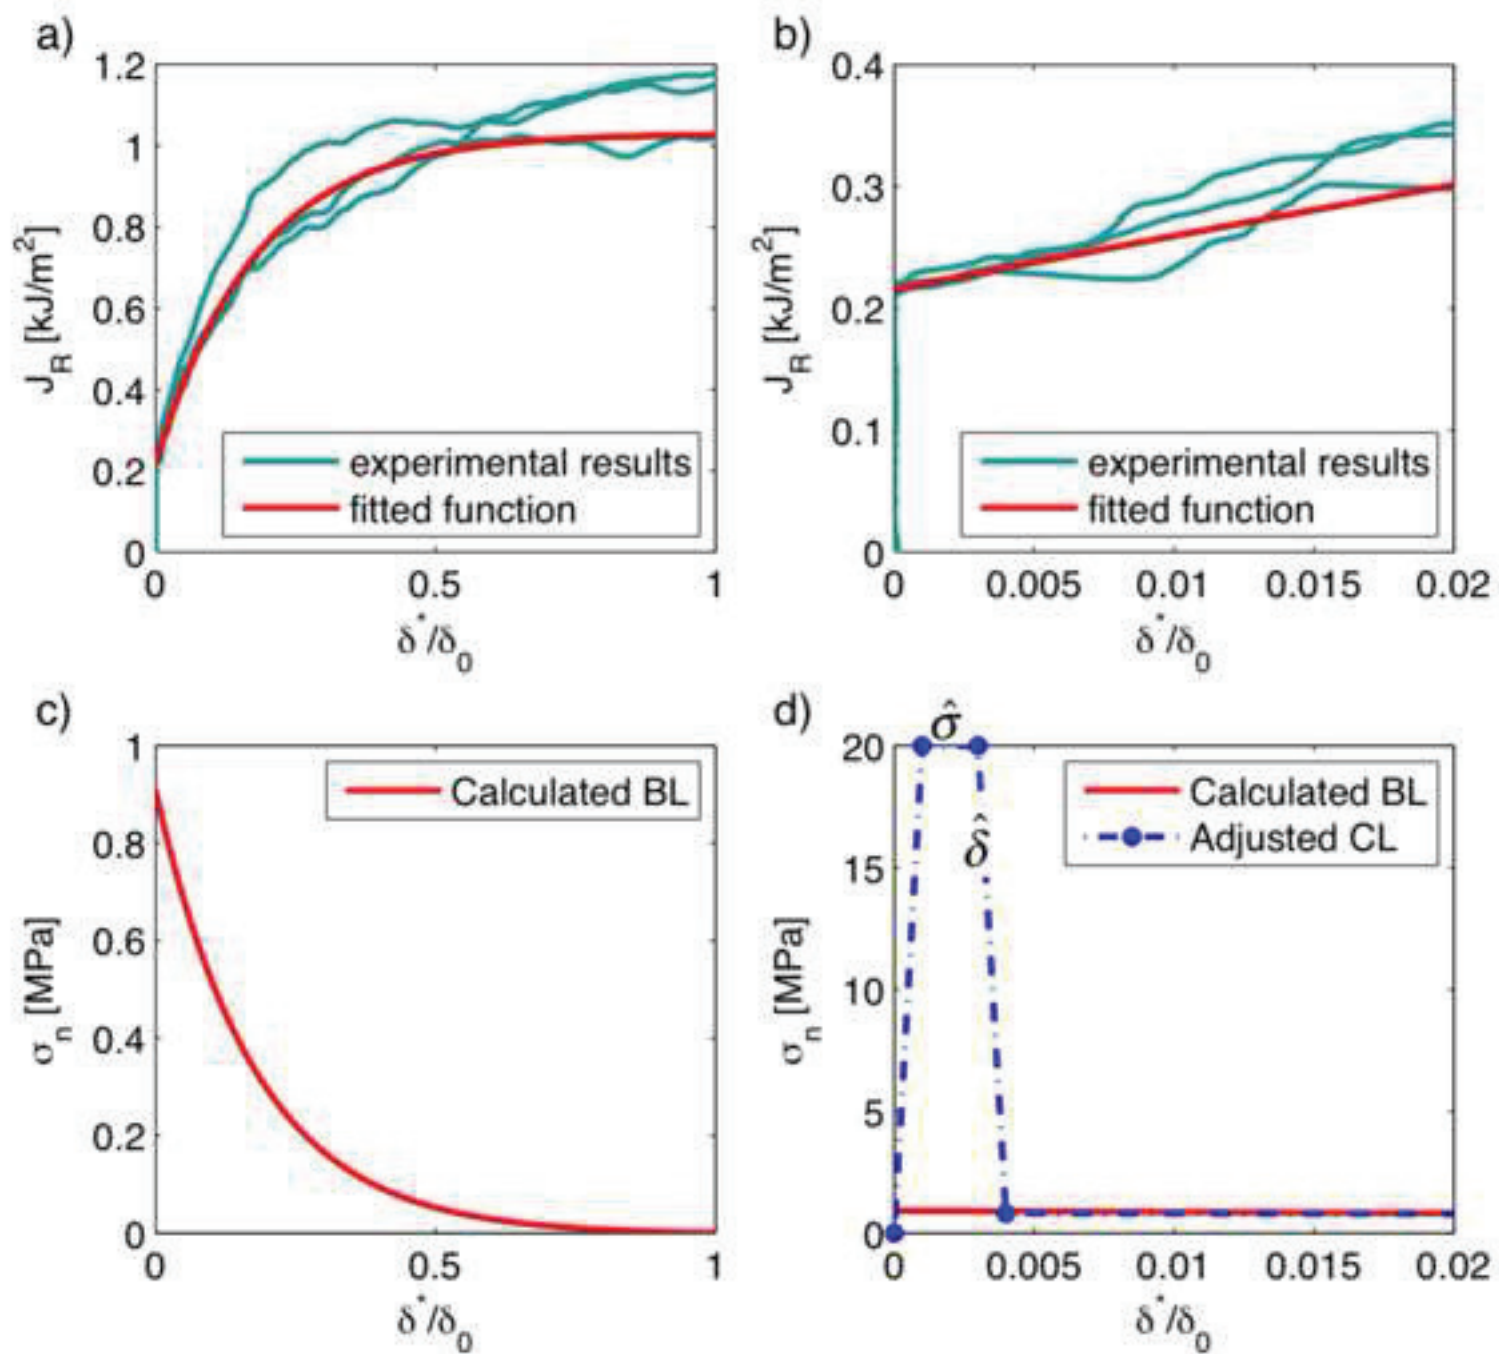 a)
1.2
1
0.8
0.6
0.4
0.2
0
J_R [kJ/m²]
experimental results
fitted function
0 0.5 1
δ*/δ₀
b)
0.4
0.3
0.2
0.1
0
J_R [kJ/m²]
experimental results
fitted function
0 0.005 0.01 0.015 0.02
δ*/δ₀
c)
1
0.8
0.6
0.4
0.2
0
σₙ [MPa]
Calculated BL
0 0.5 1
δ*/δ₀
d)
σ̂
20
15
10
5
0
σₙ [MPa]
δ̂
Calculated BL
Adjusted CL
0 0.005 0.01 0.015 0.02
δ*/δ₀